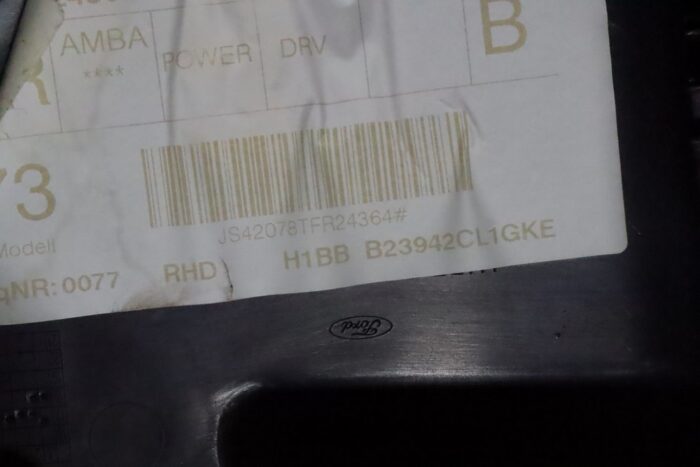 AMBA POWER DRV B
****
73
JS42078TFR24364#
Modell
qNR: 0077 RHD H1BB B23942CL1GKE
Ford